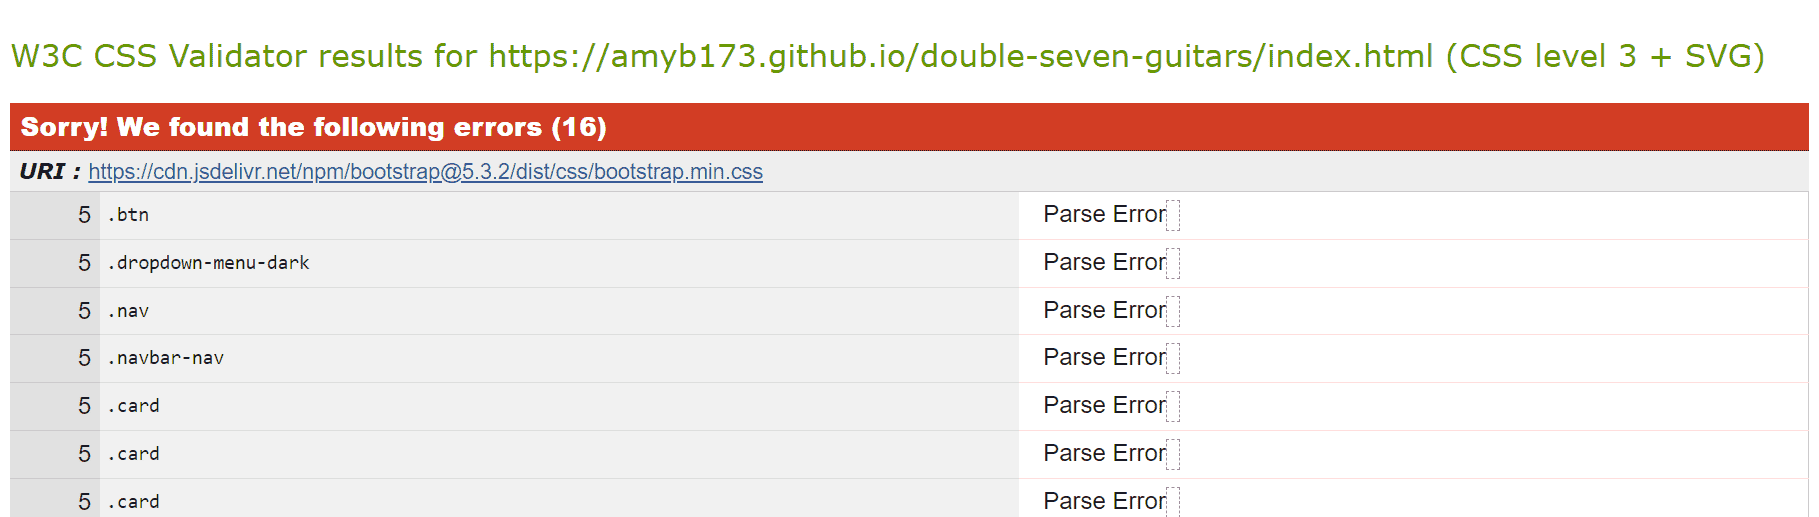 W3C CSS Validator results for https://amyb173.github.io/double-seven-guitars/index.html (CSS level 3 + SVG)
Sorry! We found the following errors (16)
URI : https://cdn.jsdelivr.net/npm/bootstrap@5.3.2/dist/css/bootstrap.min.css
5 .btn Parse Error
5 .dropdown-menu-dark Parse Error
5 .nav Parse Error
5 .navbar-nav Parse Error
5 .card Parse Error
5 .card Parse Error
5 .card Parse Error